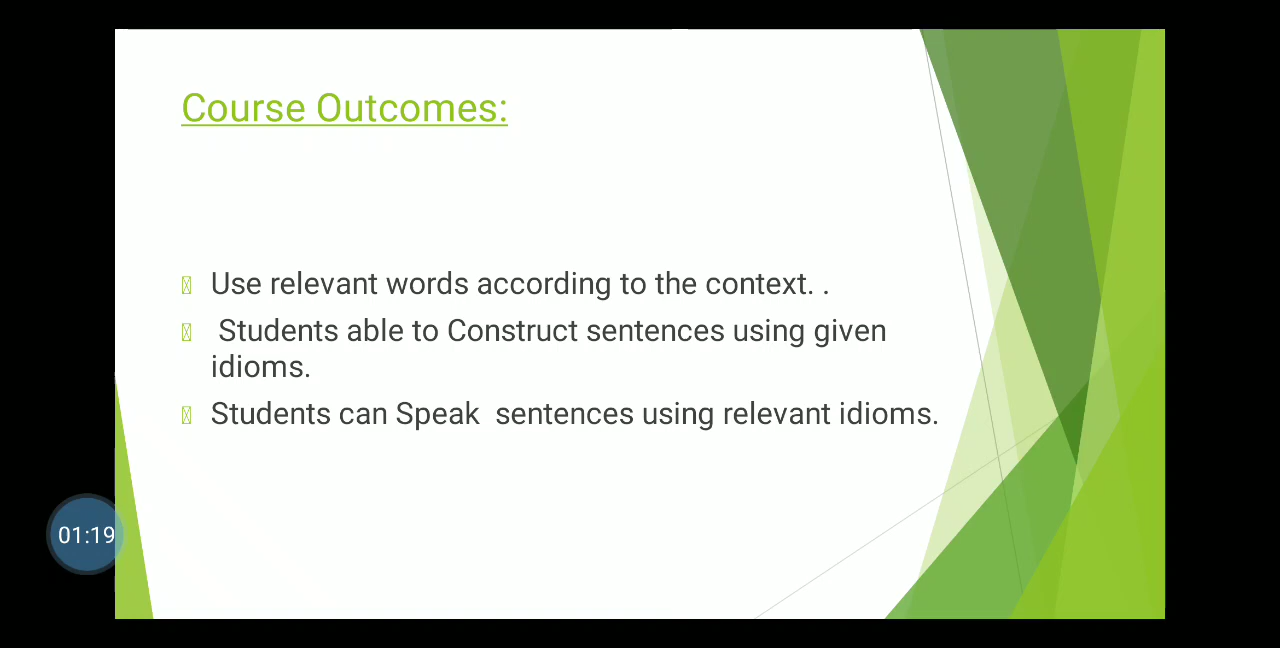 Course Outcomes:
Use relevant words according to the context. .
Students able to Construct sentences using given
idioms.
Students can Speak  sentences using relevant idioms.
01:19